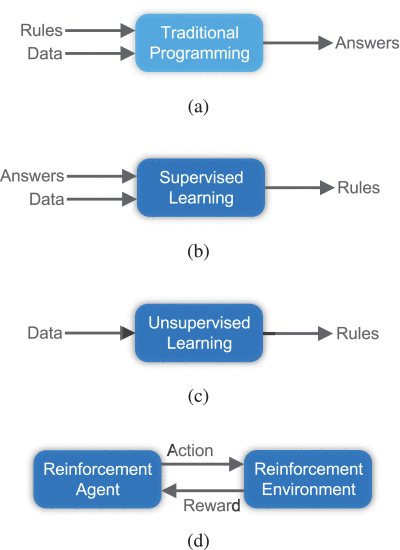 Rules
Data
Traditional
Programming
Answers
(a)
Answers
Data
Supervised
Learning
Rules
(b)
Data
Unsupervised
Learning
Rules
(c)
Reinforcement
Agent
Action
Reward
Reinforcement
Environment
(d)